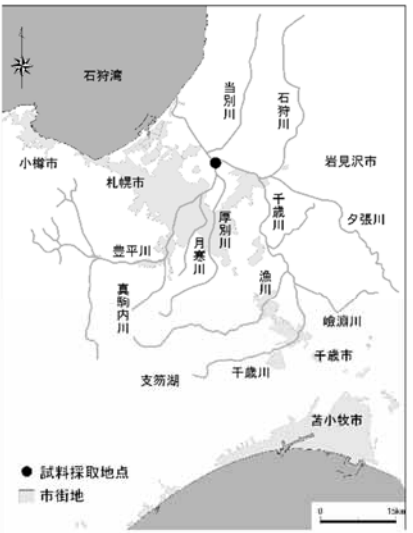 石狩湾
当別川
石狩川
小樽市
札幌市
岩見沢市
千歳川
夕張川
豊平川
月寒川
厚別川
漁川
真駒内川
嶮淵川
千歳市
支笏湖
千歳川
苫小牧市
試料採取地点
市街地
0 15km